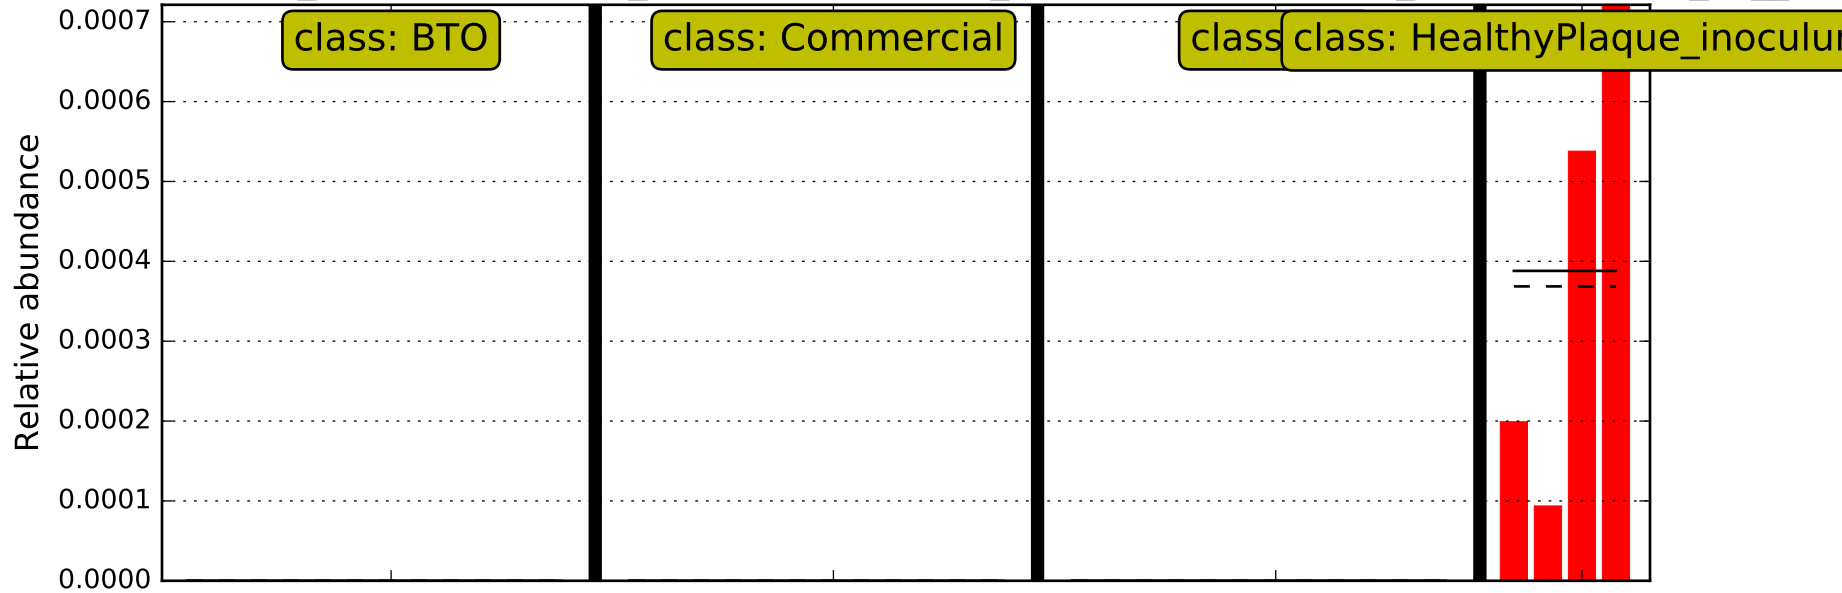 0.0007
class: BTO
class: Commercial
class
class: HealthyPlaque_inoculu
0.0006
0.0005
0.0004
0.0003
0.0002
0.0001
0.0000
Relative abundance